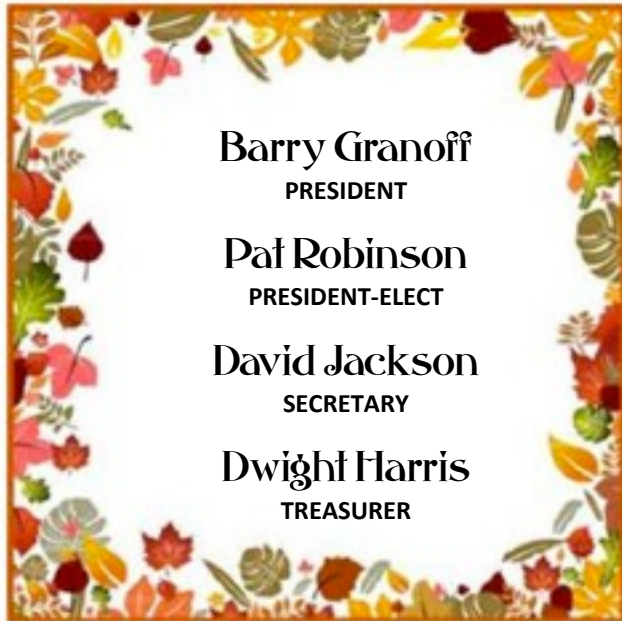 Barry Granoff
PRESIDENT
Pat Robinson
PRESIDENT-ELECT
David Jackson
SECRETARY
Dwight Harris
TREASURER